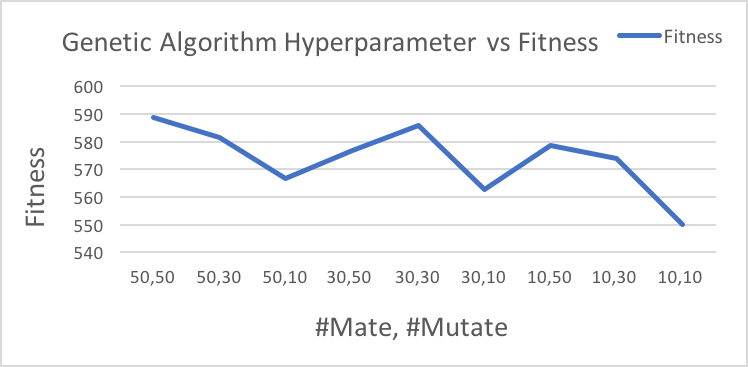 Genetic Algorithm Hyperparameter vs Fitness
Fitness
600
590
580
570
560
550
540
Fitness
50,50 50,30 50,10 30,50 30,30 30,10 10,50 10,30 10,10
#Mate, #Mutate